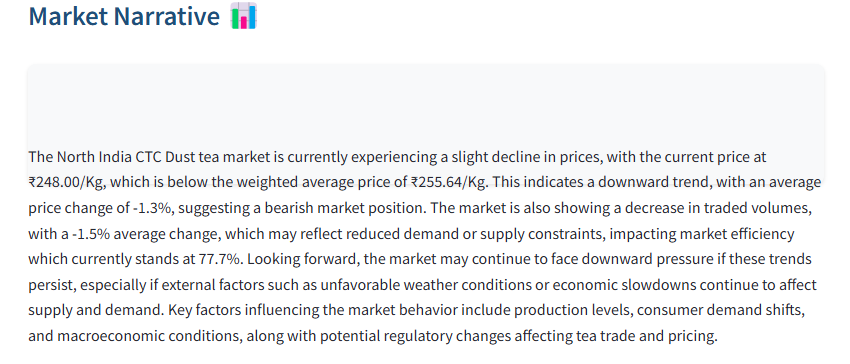 Market Narrative 📊
The North India CTC Dust tea market is currently experiencing a slight decline in prices, with the current price at
₹248.00/Kg, which is below the weighted average price of ₹255.64/Kg. This indicates a downward trend, with an average
price change of -1.3%, suggesting a bearish market position. The market is also showing a decrease in traded volumes,
with a -1.5% average change, which may reflect reduced demand or supply constraints, impacting market efficiency
which currently stands at 77.7%. Looking forward, the market may continue to face downward pressure if these trends
persist, especially if external factors such as unfavorable weather conditions or economic slowdowns continue to affect
supply and demand. Key factors influencing the market behavior include production levels, consumer demand shifts,
and macroeconomic conditions, along with potential regulatory changes affecting tea trade and pricing.